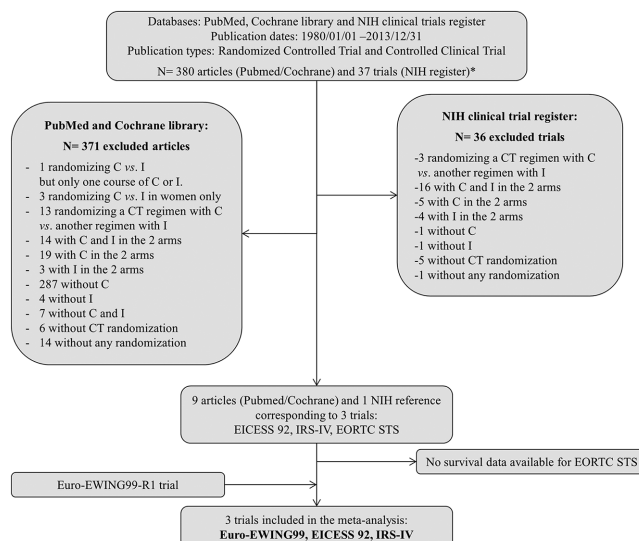 Databases: PubMed, Cochrane library and NIH clinical trials register
Publication dates: 1980/01/01 –2013/12/31
Publication types: Randomized Controlled Trial and Controlled Clinical Trial
N= 380 articles (Pubmed/Cochrane) and 37 trials (NIH register)*
PubMed and Cochrane library:
N= 371 excluded articles
- 1 randomizing C vs. I
but only one course of C or I.
- 3 randomizing C vs. I in women only
- 13 randomizing a CT regimen with C
vs. another regimen with I
- 14 with C and I in the 2 arms
- 19 with C in the 2 arms
- 3 with I in the 2 arms
- 287 without C
- 4 without I
- 7 without C and I
- 6 without CT randomization
- 14 without any randomization
NIH clinical trial register:
N= 36 excluded trials
-3 randomizing a CT regimen with C
vs. another regimen with I
-16 with C and I in the 2 arms
-5 with C in the 2 arms
-4 with I in the 2 arms
-1 without C
-1 without I
-5 without CT randomization
-1 without any randomization
9 articles (Pubmed/Cochrane) and 1 NIH reference
corresponding to 3 trials:
EICESS 92, IRS-IV, EORTC STS
No survival data available for EORTC STS
Euro-EWING99-R1 trial
3 trials included in the meta-analysis:
Euro-EWING99, EICESS 92, IRS-IV